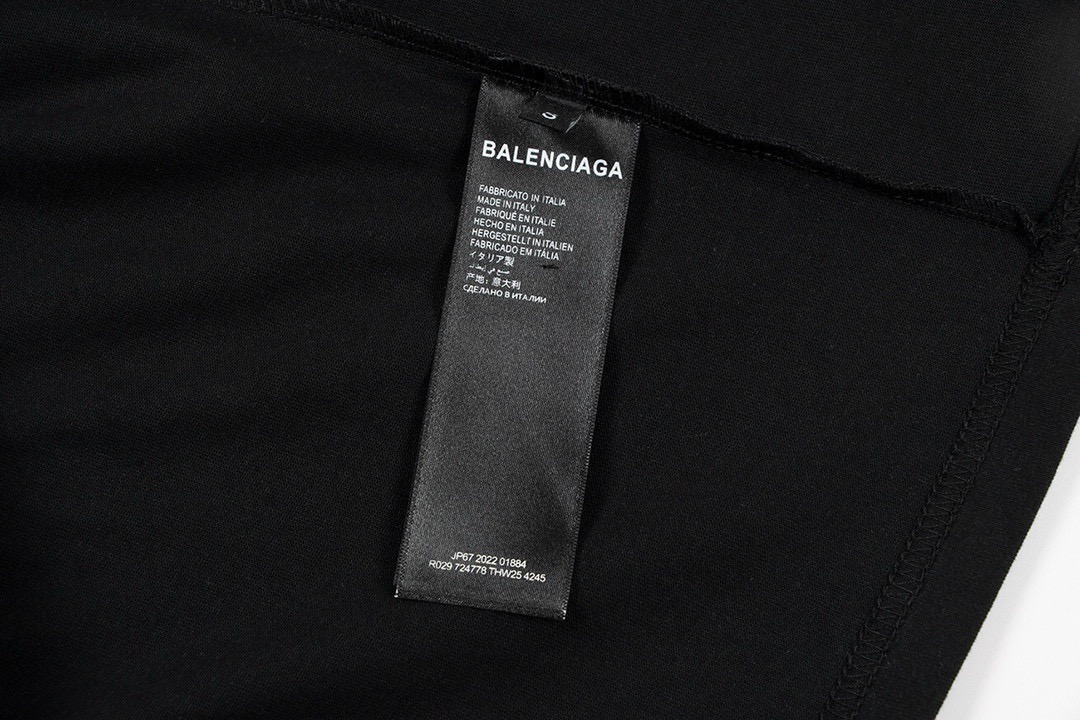 BALENCIAGA
FABBRICATO IN ITALIA
MADE IN ITALY
FABRIQUÉ EN ITALIE
HECHO EN ITALIA
HERGESTELLT IN ITALIEN
FABRICADO EM ITÁLIA
イタリア製
产地：意大利
СДЕЛАНО В ИТАЛИИ
JP67 2022 01884
R029 724778 THW25 4245